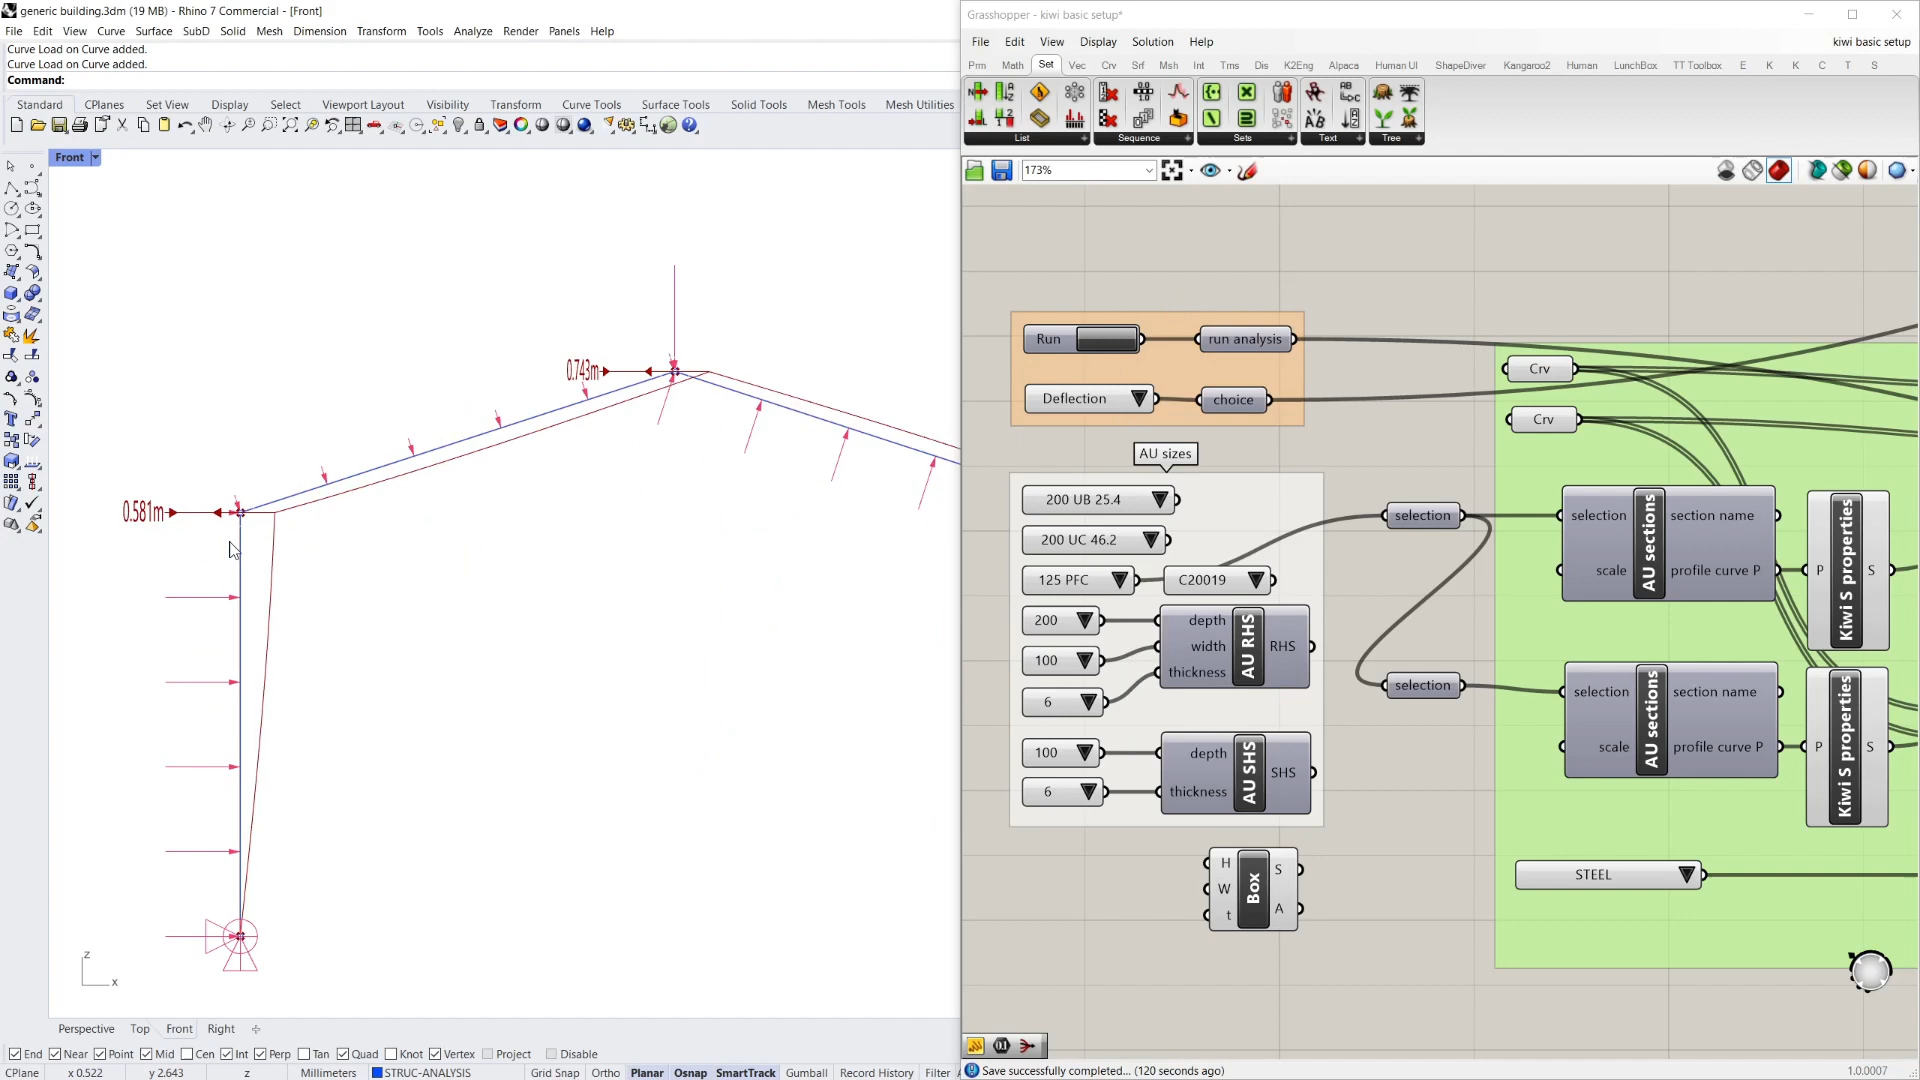 generic building.3dm (19 MB) - Rhino 7 Commercial - [Front]
File Edit View Curve Surface SubD Solid Mesh Dimension Transform Tools Analyze Render Panels Help
Curve Load on Curve added.
Curve Load on Curve added.
Command:
Standard CPlanes Set View Display Select Viewport Layout Visibility Transform Curve Tools Surface Tools Solid Tools Mesh Tools Mesh Utilities
Front
0.743m
0.581m
z
x
Perspective Top Front Right
End Near Point Mid Cen Int Perp Tan Quad Knot Vertex Project Disable
CPlane x 0.522 y 2.643 z Millimeters STRUC-ANALYSIS Grid Snap Ortho Planar Osnap SmartTrack Gumball Record History Filter
Grasshopper - kiwi basic setup*
File Edit View Display Solution Help kiwi basic setup
Prm Math Set Vec Crv Srf Msh Int Trns Dis K2Eng Alpaca Human UI ShapeDiver Kangaroo2 Human LunchBox TT Toolbox E K K C T S
List Sequence Sets Text Tree
173%
Run run analysis
Deflection choice
AU sizes
200 UB 25.4
200 UC 46.2
125 PFC C20019
200
100
6
depth
width
thickness
AU RHS
RHS
100
6
depth
thickness
AU SHS
SHS
H
W
t
Box
S
A
selection
selection
Crv
Crv
selection
scale
AU sections
section name
profile curve P
P
Kiwi S properties
S
selection
scale
AU sections
section name
profile curve P
P
Kiwi S properties
S
STEEL
Save successfully completed... (120 seconds ago) 1.0.0007